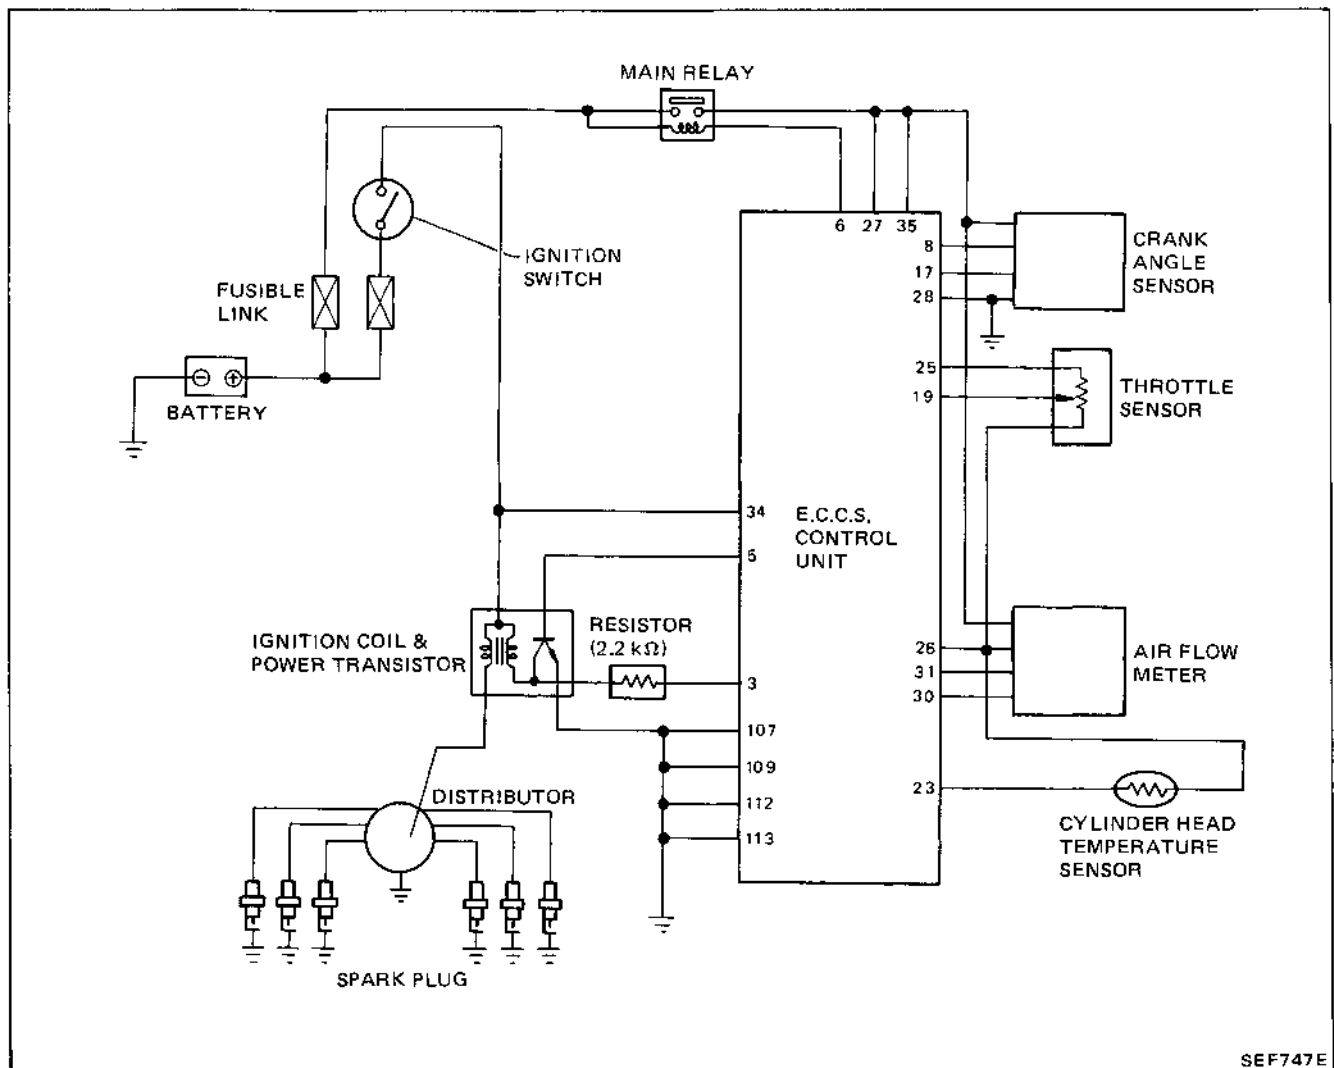 MAIN RELAY
6 27 35
IGNITION
SWITCH
FUSIBLE
LINK
BATTERY
8
17
28
CRANK
ANGLE
SENSOR
25
19
THROTTLE
SENSOR
34
5
E.C.C.S.
CONTROL
UNIT
IGNITION COIL &
POWER TRANSISTOR
RESISTOR
(2.2 kΩ)
3
26
31
30
AIR FLOW
METER
107
109
112
113
23
DISTRIBUTOR
CYLINDER HEAD
TEMPERATURE
SENSOR
SPARK PLUG
SEF747E